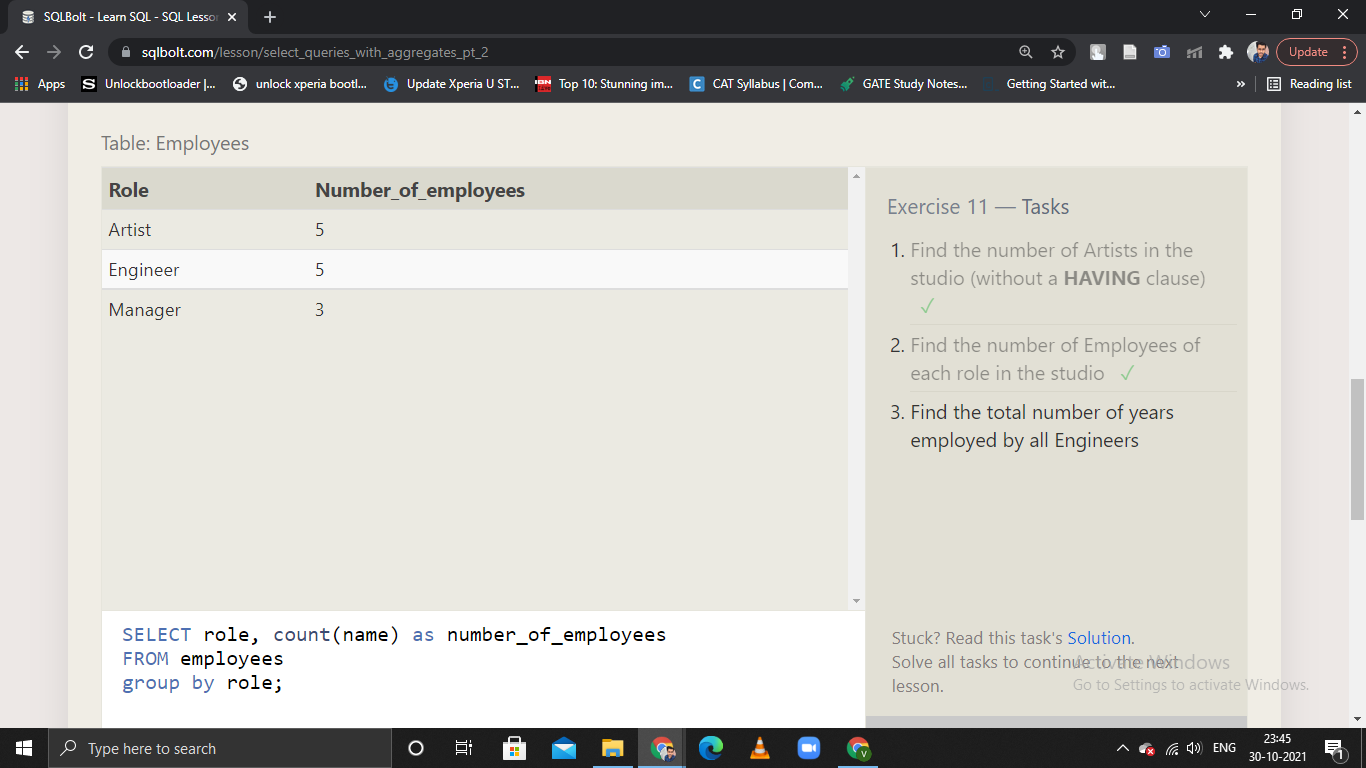 SQLBolt - Learn SQL - SQL Lesson
sqlbolt.com/lesson/select_queries_with_aggregates_pt_2
Update
Apps
Unlockbootloader |...
unlock xperia bootl...
Update Xperia U ST...
Top 10: Stunning im...
CAT Syllabus | Com...
GATE Study Notes...
Getting Started wit...
»
Reading list
Table: Employees
Role Number_of_employees
Artist 5
Engineer 5
Manager 3
SELECT role, count(name) as number_of_employees
FROM employees
group by role;
Exercise 11 — Tasks
1. Find the number of Artists in the
studio (without a HAVING clause)
✓
2. Find the number of Employees of
each role in the studio ✓
3. Find the total number of years
employed by all Engineers
Stuck? Read this task's Solution.
Solve all tasks to continue to the next
lesson.
Activate Windows
Go to Settings to activate Windows.
Type here to search
ENG
23:45
30-10-2021
1